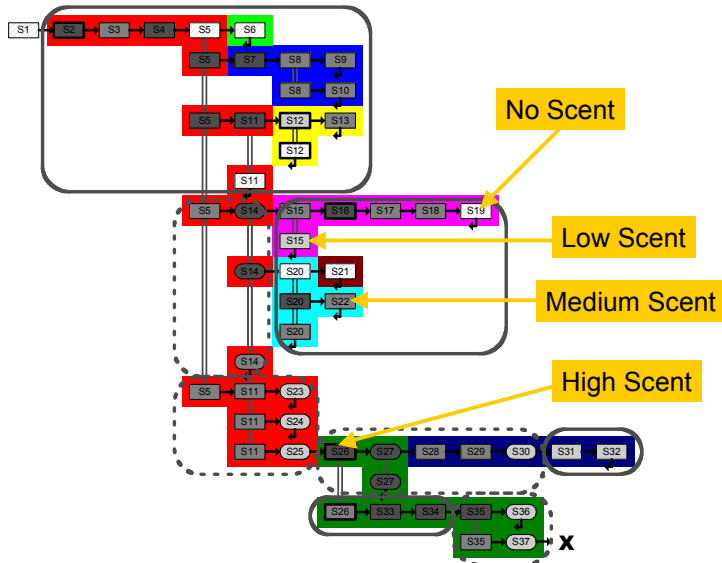 S1 S2 S3 S4 S5 S6
S5 S7 S8 S9
S8 S10
S5 S11 S12 S13
No Scent
S12
S11
S5 S14 S15 S16 S17 S18 S19
S15
Low Scent
S14 S20 S21
S20 S22
Medium Scent
S20
S14
High Scent
S5 S11 S23
S11 S24
S11 S25 S26 S27 S28 S29 S30 S31 S32
S27
S26 S33 S34 S35 S36
S35 S37 X